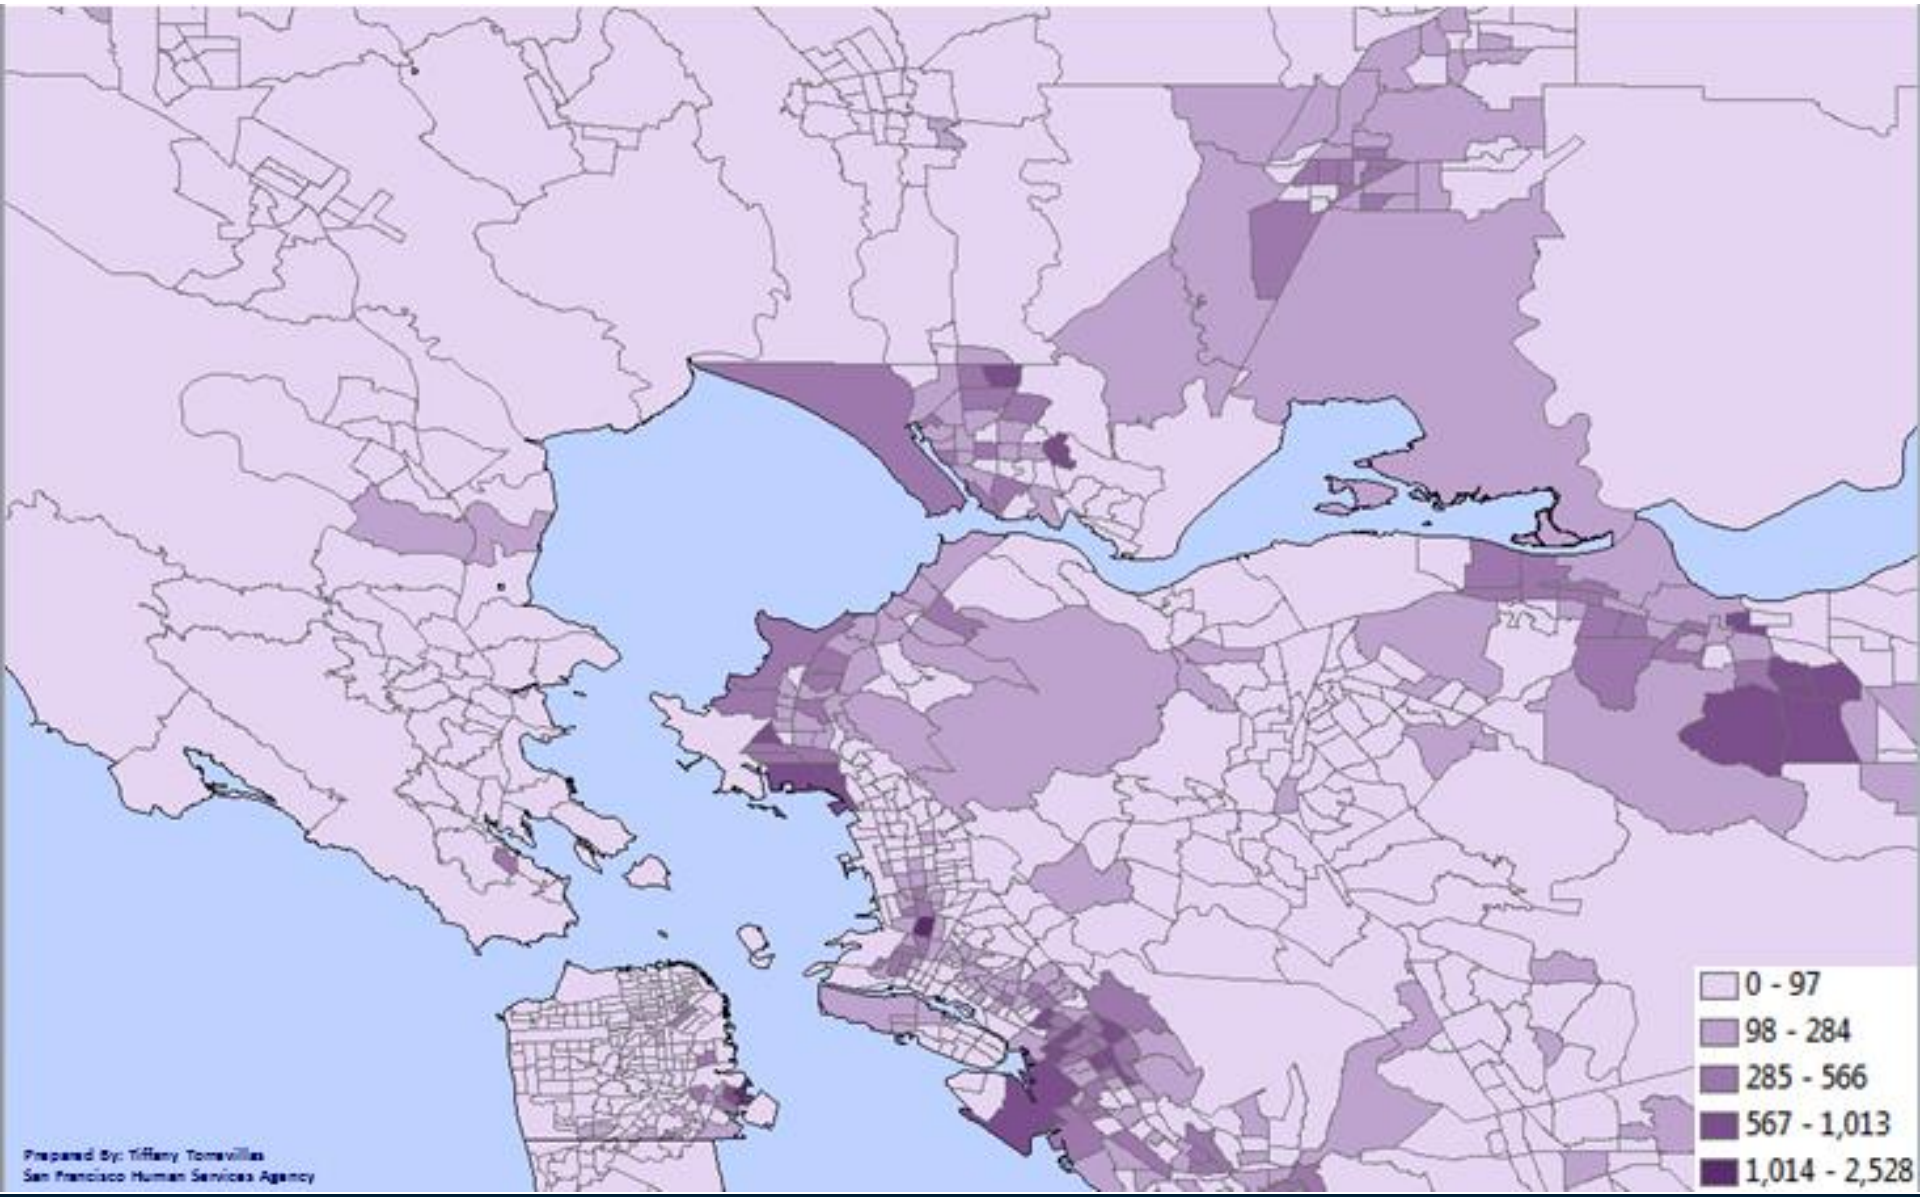 0 - 97
98 - 284
285 - 566
567 - 1,013
1,014 - 2,528
Prepared By: Tiffany Torrevillas
San Francisco Human Services Agency